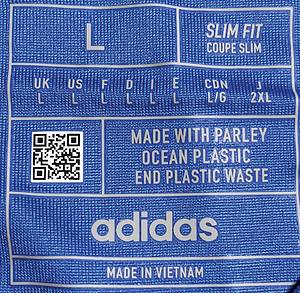 L
SLIM FIT
COUPE SLIM
UK US F D I E CDN J
L L L L L L L/G 2XL
MADE WITH PARLEY
OCEAN PLASTIC
END PLASTIC WASTE
adidas
MADE IN VIETNAM